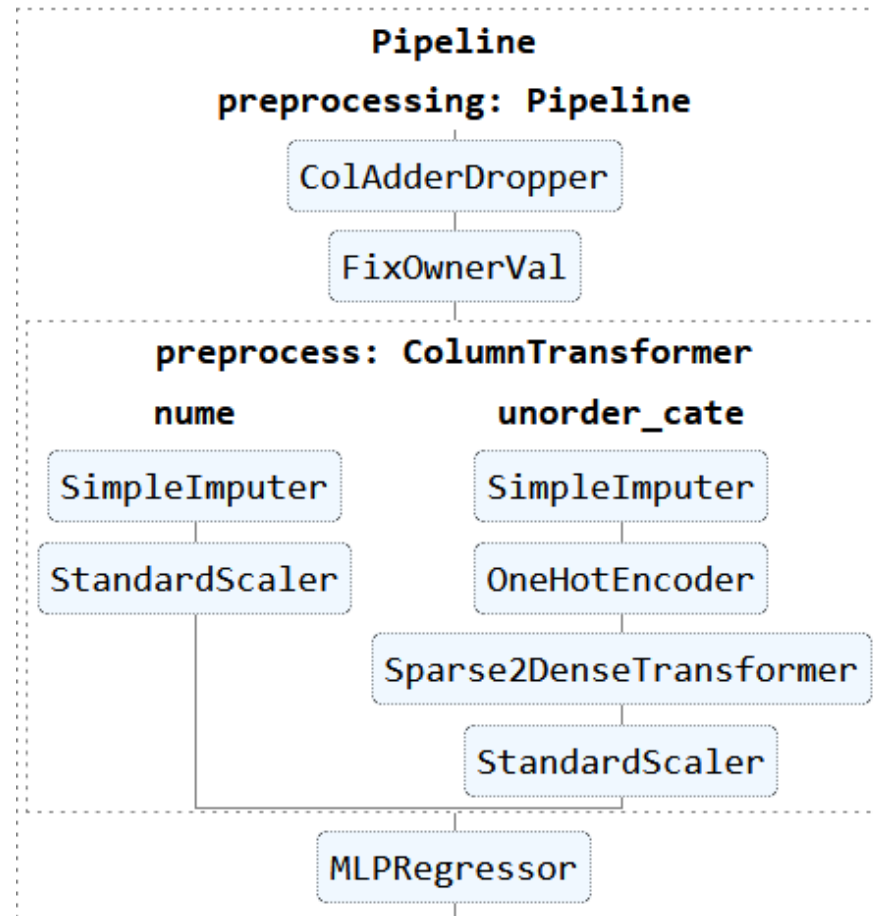 Pipeline
preprocessing: Pipeline
ColAdderDropper
FixOwnerVal
preprocess: ColumnTransformer
nume
unorder_cate
SimpleImputer
SimpleImputer
StandardScaler
OneHotEncoder
Sparse2DenseTransformer
StandardScaler
MLPRegressor